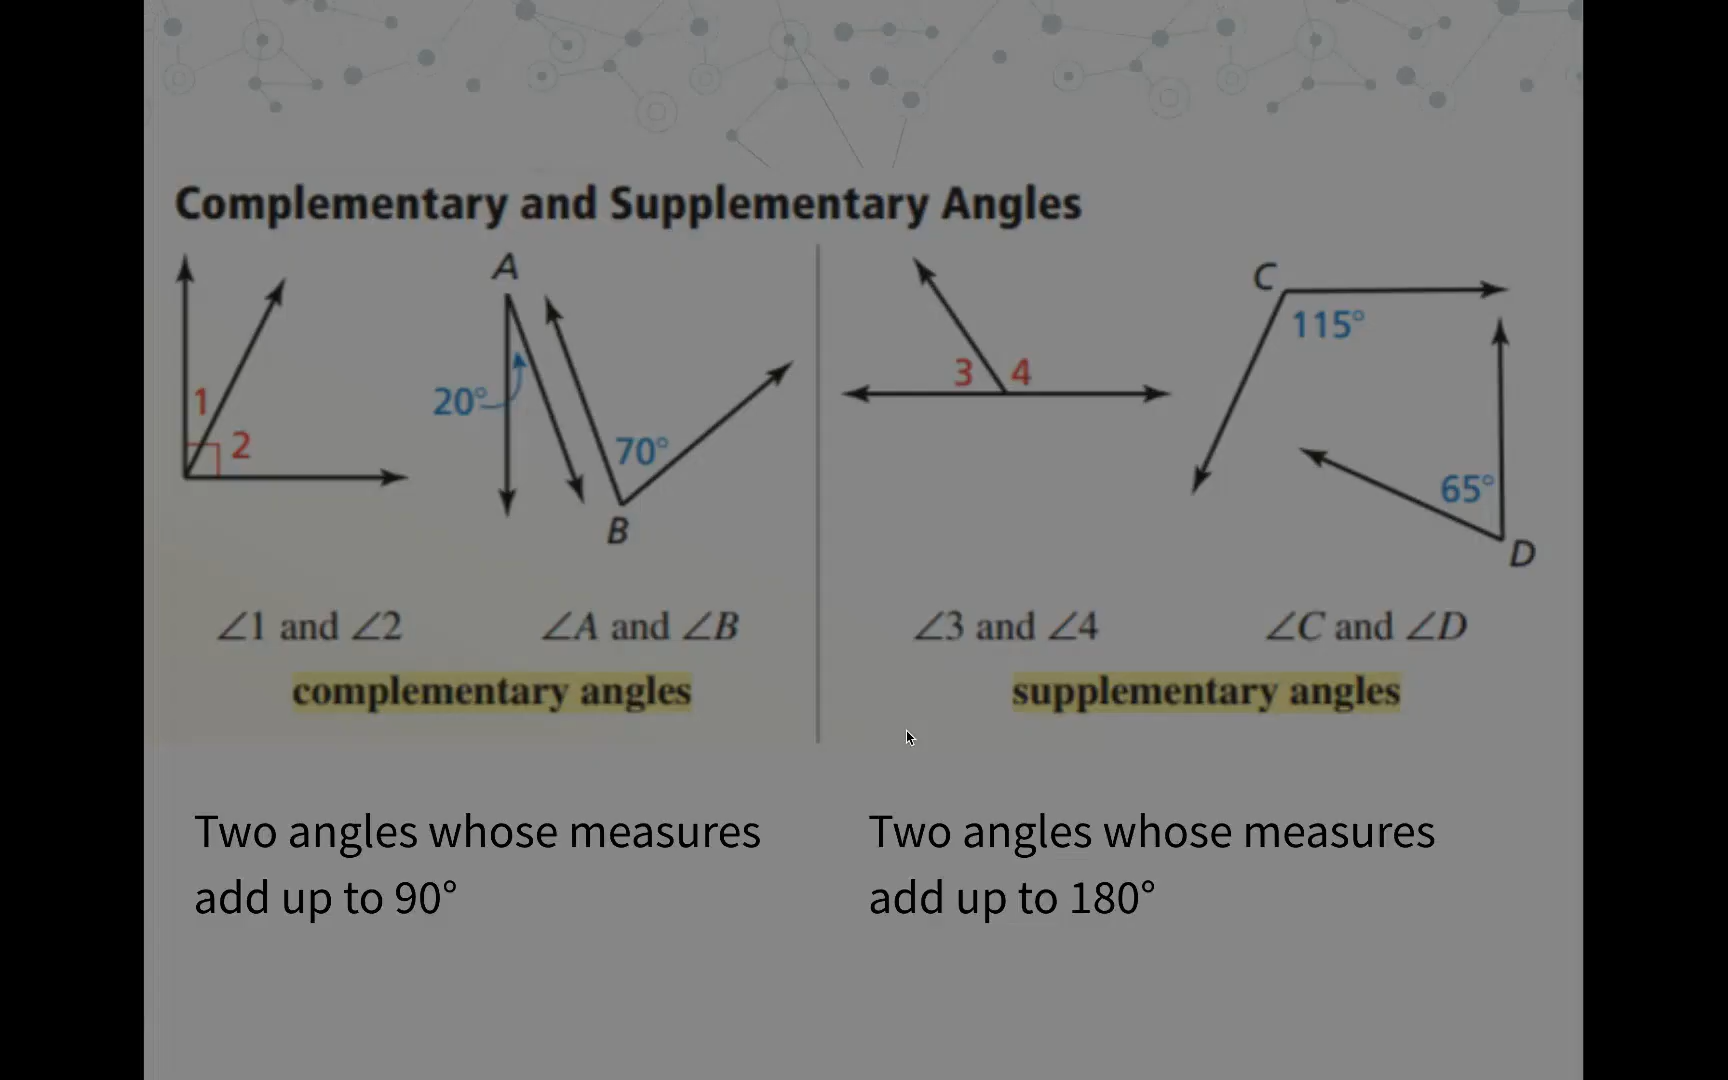 Complementary and Supplementary Angles
A
C
115°
1
20°
3 4
2
70°
65°
B
D
∠1 and ∠2 ∠A and ∠B
∠3 and ∠4 ∠C and ∠D
complementary angles
supplementary angles
Two angles whose measures
add up to 90°
Two angles whose measures
add up to 180°